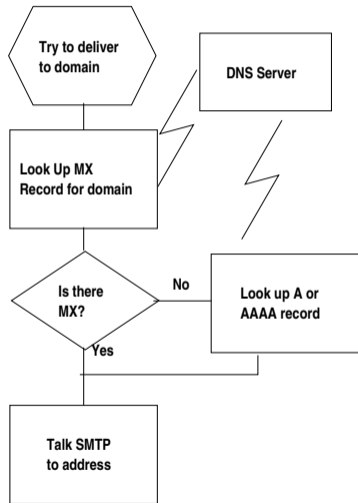 Try to deliver
to domain
DNS Server
Look Up MX
Record for domain
Is there
MX?
No
Look up A or
AAAA record
Yes
Talk SMTP
to address